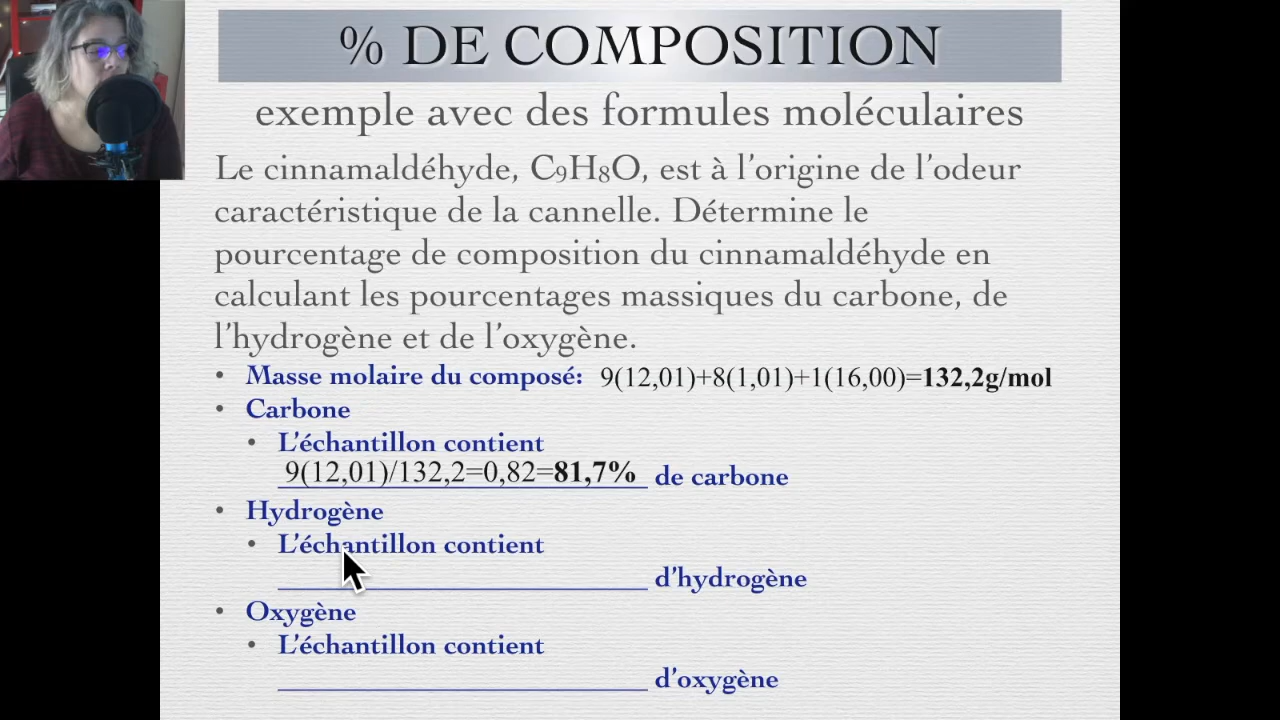 % DE COMPOSITION
exemple avec des formules moléculaires
Le cinnamaldéhyde, C₉H₈O, est à l'origine de l'odeur
caractéristique de la cannelle. Détermine le
pourcentage de composition du cinnamaldéhyde en
calculant les pourcentages massiques du carbone, de
l'hydrogène et de l'oxygène.
• Masse molaire du composé: 9(12,01)+8(1,01)+1(16,00)=132,2g/mol
• Carbone
• L'échantillon contient
9(12,01)/132,2=0,82=81,7% de carbone
• Hydrogène
• L'échantillon contient
d'hydrogène
• Oxygène
• L'échantillon contient
d'oxygène